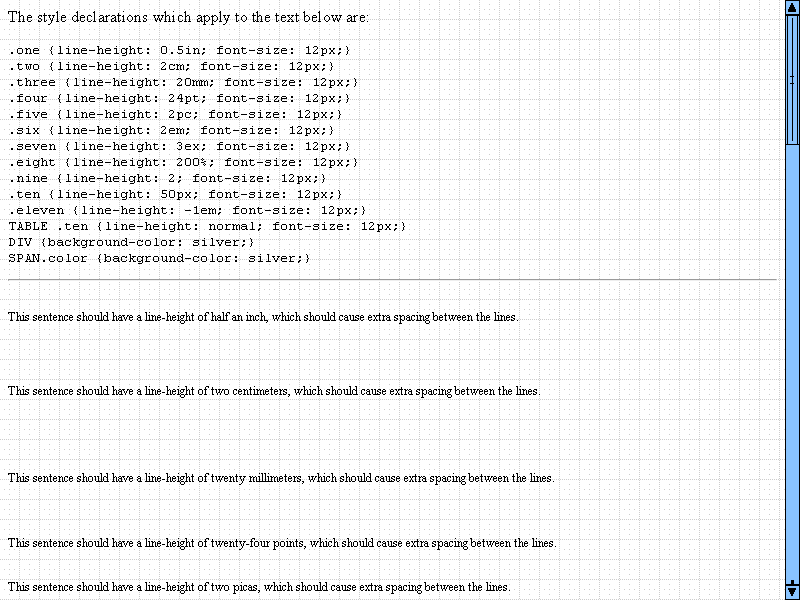 The style declarations which apply to the text below are:
.one {line-height: 0.5in; font-size: 12px;}
.two {line-height: 2cm; font-size: 12px;}
.three {line-height: 20mm; font-size: 12px;}
.four {line-height: 24pt; font-size: 12px;}
.five {line-height: 2pc; font-size: 12px;}
.six {line-height: 2em; font-size: 12px;}
.seven {line-height: 3ex; font-size: 12px;}
.eight {line-height: 200%; font-size: 12px;}
.nine {line-height: 2; font-size: 12px;}
.ten {line-height: 50px; font-size: 12px;}
.eleven {line-height: -1em; font-size: 12px;}
TABLE .ten {line-height: normal; font-size: 12px;}
DIV {background-color: silver;}
SPAN.color {background-color: silver;}
This sentence should have a line-height of half an inch, which should cause extra spacing between the lines.
This sentence should have a line-height of two centimeters, which should cause extra spacing between the lines.
This sentence should have a line-height of twenty millimeters, which should cause extra spacing between the lines.
This sentence should have a line-height of twenty-four points, which should cause extra spacing between the lines.
This sentence should have a line-height of two picas, which should cause extra spacing between the lines.